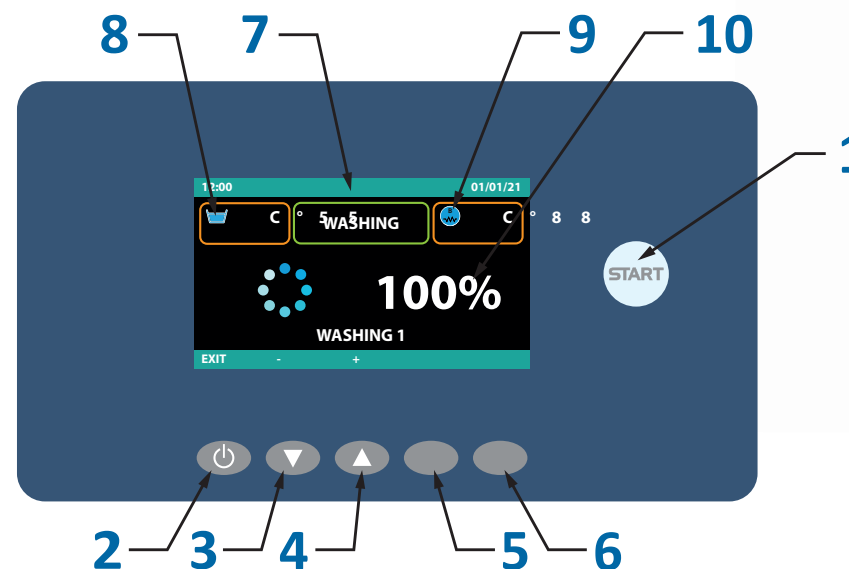 8 7 9 10
1
12:00 01/01/21
C ° 5 5 WASHING C ° 8 8
START
100%
WASHING 1
EXIT - +
2 3 4 5 6